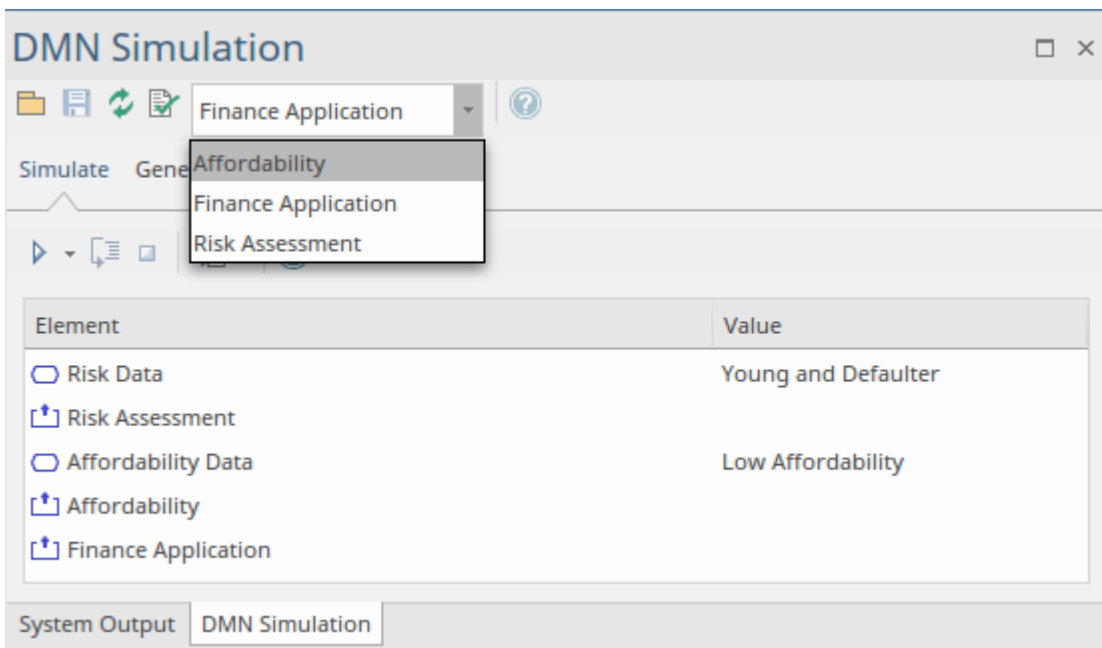 DMN Simulation
Finance Application
Simulate Gene
Affordability
Finance Application
Risk Assessment
Element Value
Risk Data Young and Defaulter
Risk Assessment
Affordability Data Low Affordability
Affordability
Finance Application
System Output DMN Simulation